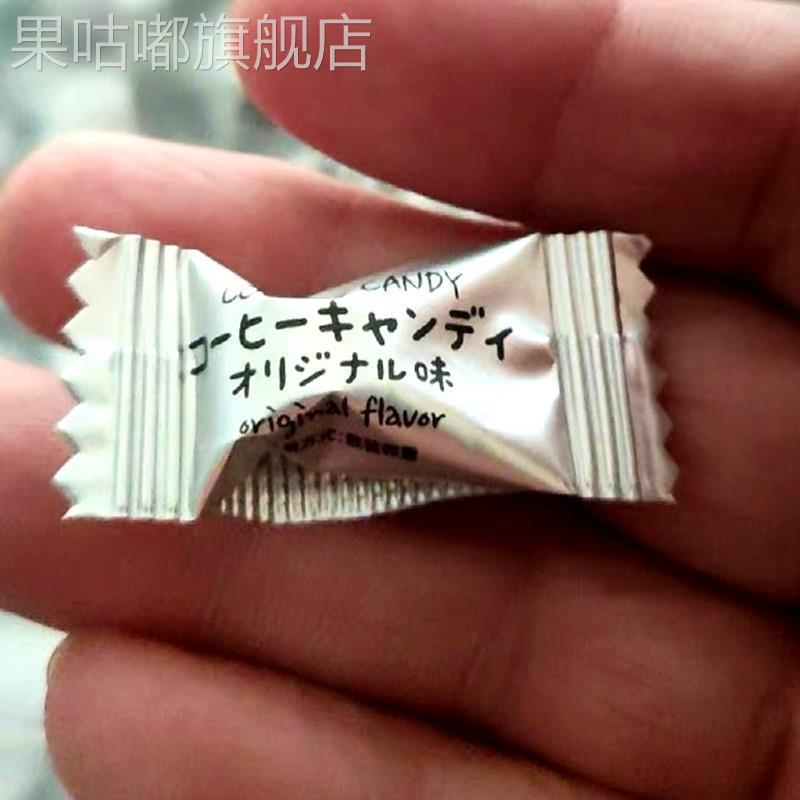 果咕嘟旗舰店
CANDY
コーヒーキャンディ
オリジナル味
original flavor